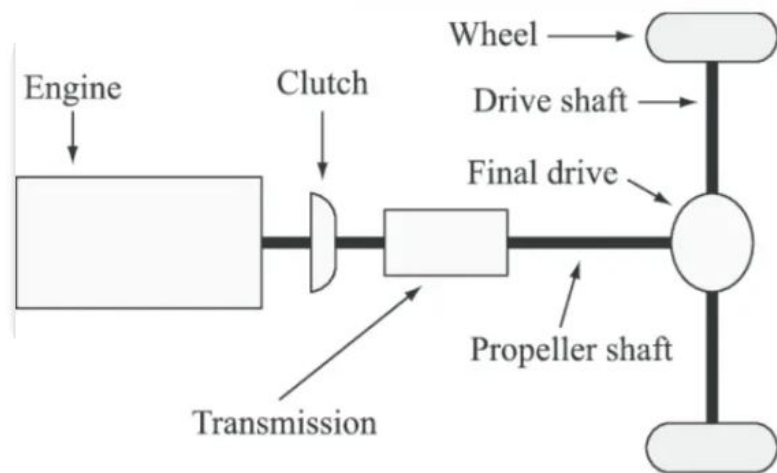 Wheel
Engine
Clutch
Drive shaft
Final drive
Propeller shaft
Transmission